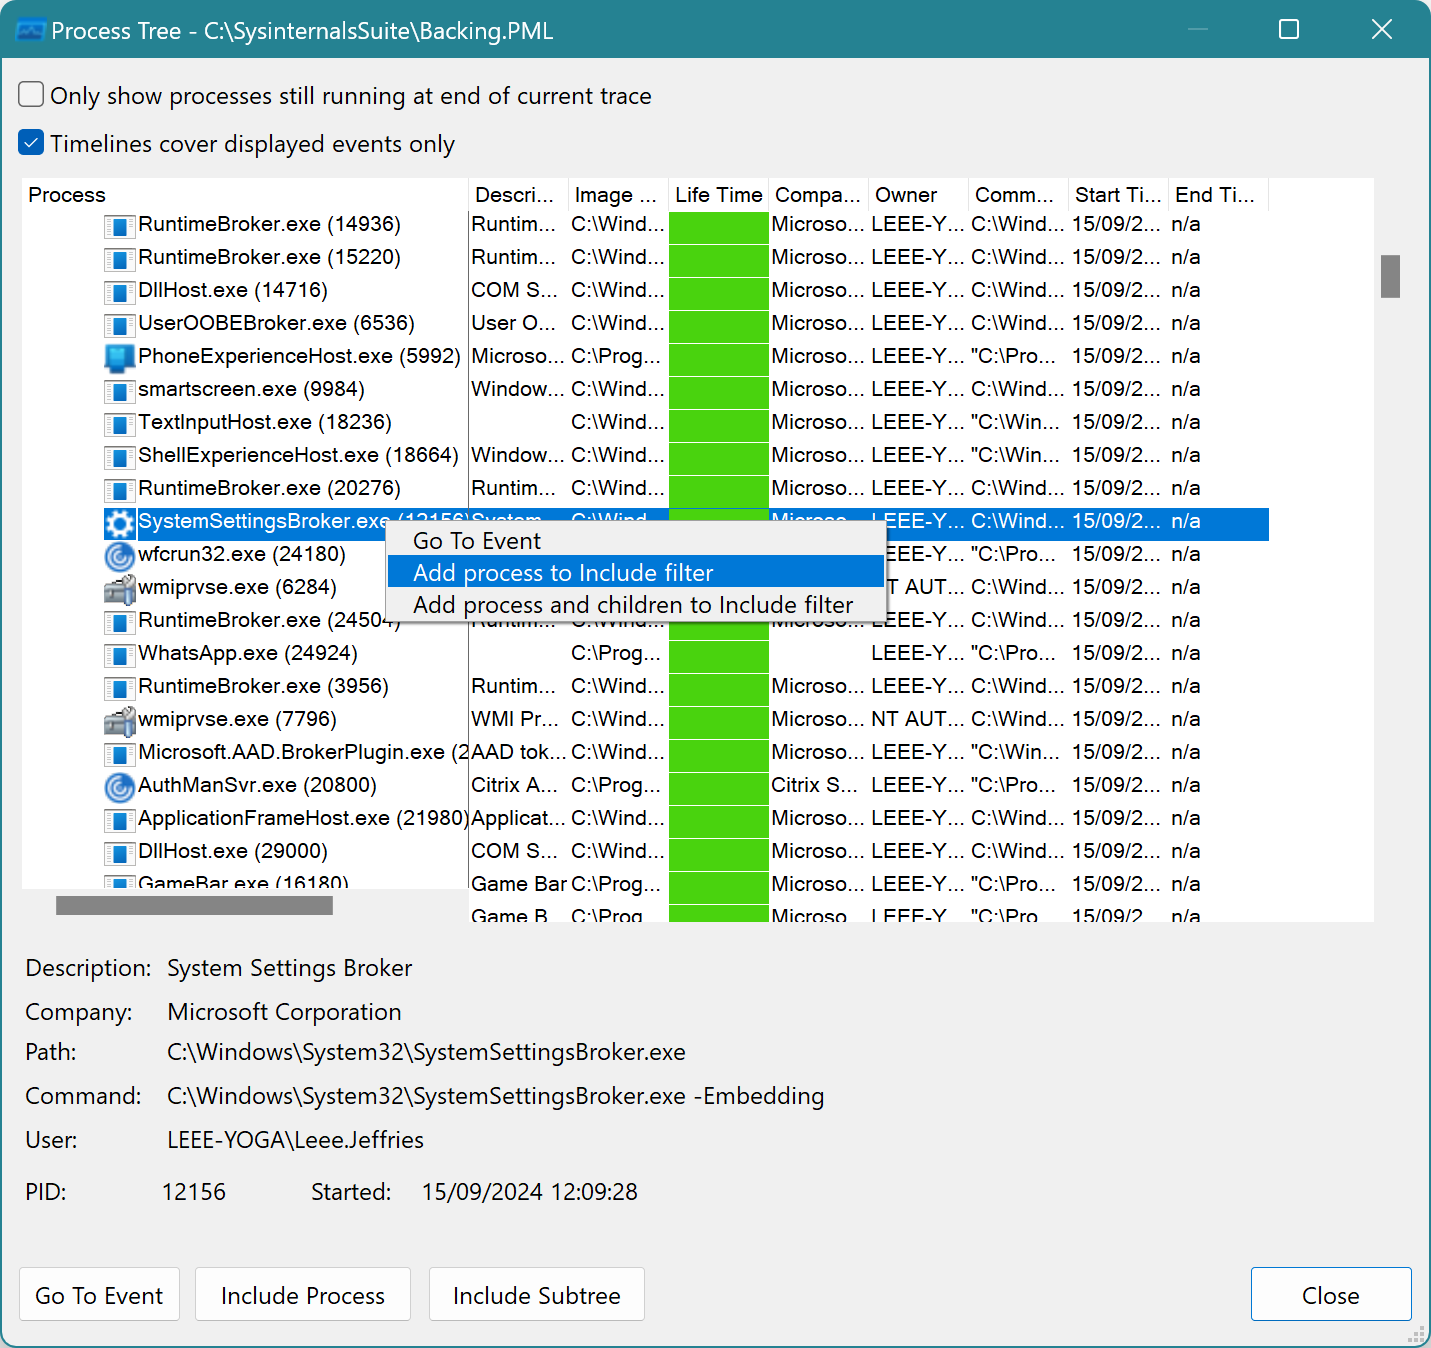 Process Tree - C:\SysinternalsSuite\Backing.PML
Only show processes still running at end of current trace
Timelines cover displayed events only
Process Descri... Image ... Life Time Compa... Owner Comm... Start Ti... End Ti...
RuntimeBroker.exe (14936) Runtim... C:\Wind... Microso... LEEE-Y... C:\Wind... 15/09/2... n/a
RuntimeBroker.exe (15220) Runtim... C:\Wind... Microso... LEEE-Y... C:\Wind... 15/09/2... n/a
DllHost.exe (14716) COM S... C:\Wind... Microso... LEEE-Y... C:\Wind... 15/09/2... n/a
UserOOBEBroker.exe (6536) User O... C:\Wind... Microso... LEEE-Y... C:\Wind... 15/09/2... n/a
PhoneExperienceHost.exe (5992) Microso... C:\Prog... Microso... LEEE-Y... "C:\Pro... 15/09/2... n/a
smartscreen.exe (9984) Window... C:\Wind... Microso... LEEE-Y... C:\Wind... 15/09/2... n/a
TextInputHost.exe (18236) C:\Wind... Microso... LEEE-Y... "C:\Win... 15/09/2... n/a
ShellExperienceHost.exe (18664) Window... C:\Wind... Microso... LEEE-Y... "C:\Win... 15/09/2... n/a
RuntimeBroker.exe (20276) Runtim... C:\Wind... Microso... LEEE-Y... C:\Wind... 15/09/2... n/a
SystemSettingsBroker.exe (12156) System... C:\Wind... Microso... LEEE-Y... C:\Wind... 15/09/2... n/a
Go To Event
wfcrun32.exe (24180) EEE-Y... "C:\Pro... 15/09/2... n/a
Add process to Include filter
wmiprvse.exe (6284) T AUT... C:\Wind... 15/09/2... n/a
Add process and children to Include filter
RuntimeBroker.exe (24504) Runtim... C:\Wind... Microso... LEEE-Y... C:\Wind... 15/09/2... n/a
WhatsApp.exe (24924) C:\Prog... LEEE-Y... "C:\Pro... 15/09/2... n/a
RuntimeBroker.exe (3956) Runtim... C:\Wind... Microso... LEEE-Y... C:\Wind... 15/09/2... n/a
wmiprvse.exe (7796) WMI Pr... C:\Wind... Microso... NT AUT... C:\Wind... 15/09/2... n/a
Microsoft.AAD.BrokerPlugin.exe (2 AAD tok... C:\Wind... Microso... LEEE-Y... "C:\Win... 15/09/2... n/a
AuthManSvr.exe (20800) Citrix A... C:\Prog... Citrix S... LEEE-Y... "C:\Pro... 15/09/2... n/a
ApplicationFrameHost.exe (21980) Applicat... C:\Wind... Microso... LEEE-Y... C:\Wind... 15/09/2... n/a
DllHost.exe (29000) COM S... C:\Wind... Microso... LEEE-Y... C:\Wind... 15/09/2... n/a
GameBar.exe (16180) Game Bar C:\Prog... Microso... LEEE-Y... "C:\Pro... 15/09/2... n/a
Game B... C:\Prog... Microso... LEEE-Y... "C:\Pro... 15/09/2... n/a
Description: System Settings Broker
Company: Microsoft Corporation
Path: C:\Windows\System32\SystemSettingsBroker.exe
Command: C:\Windows\System32\SystemSettingsBroker.exe -Embedding
User: LEEE-YOGA\Leee.Jeffries
PID: 12156 Started: 15/09/2024 12:09:28
Go To Event Include Process Include Subtree Close